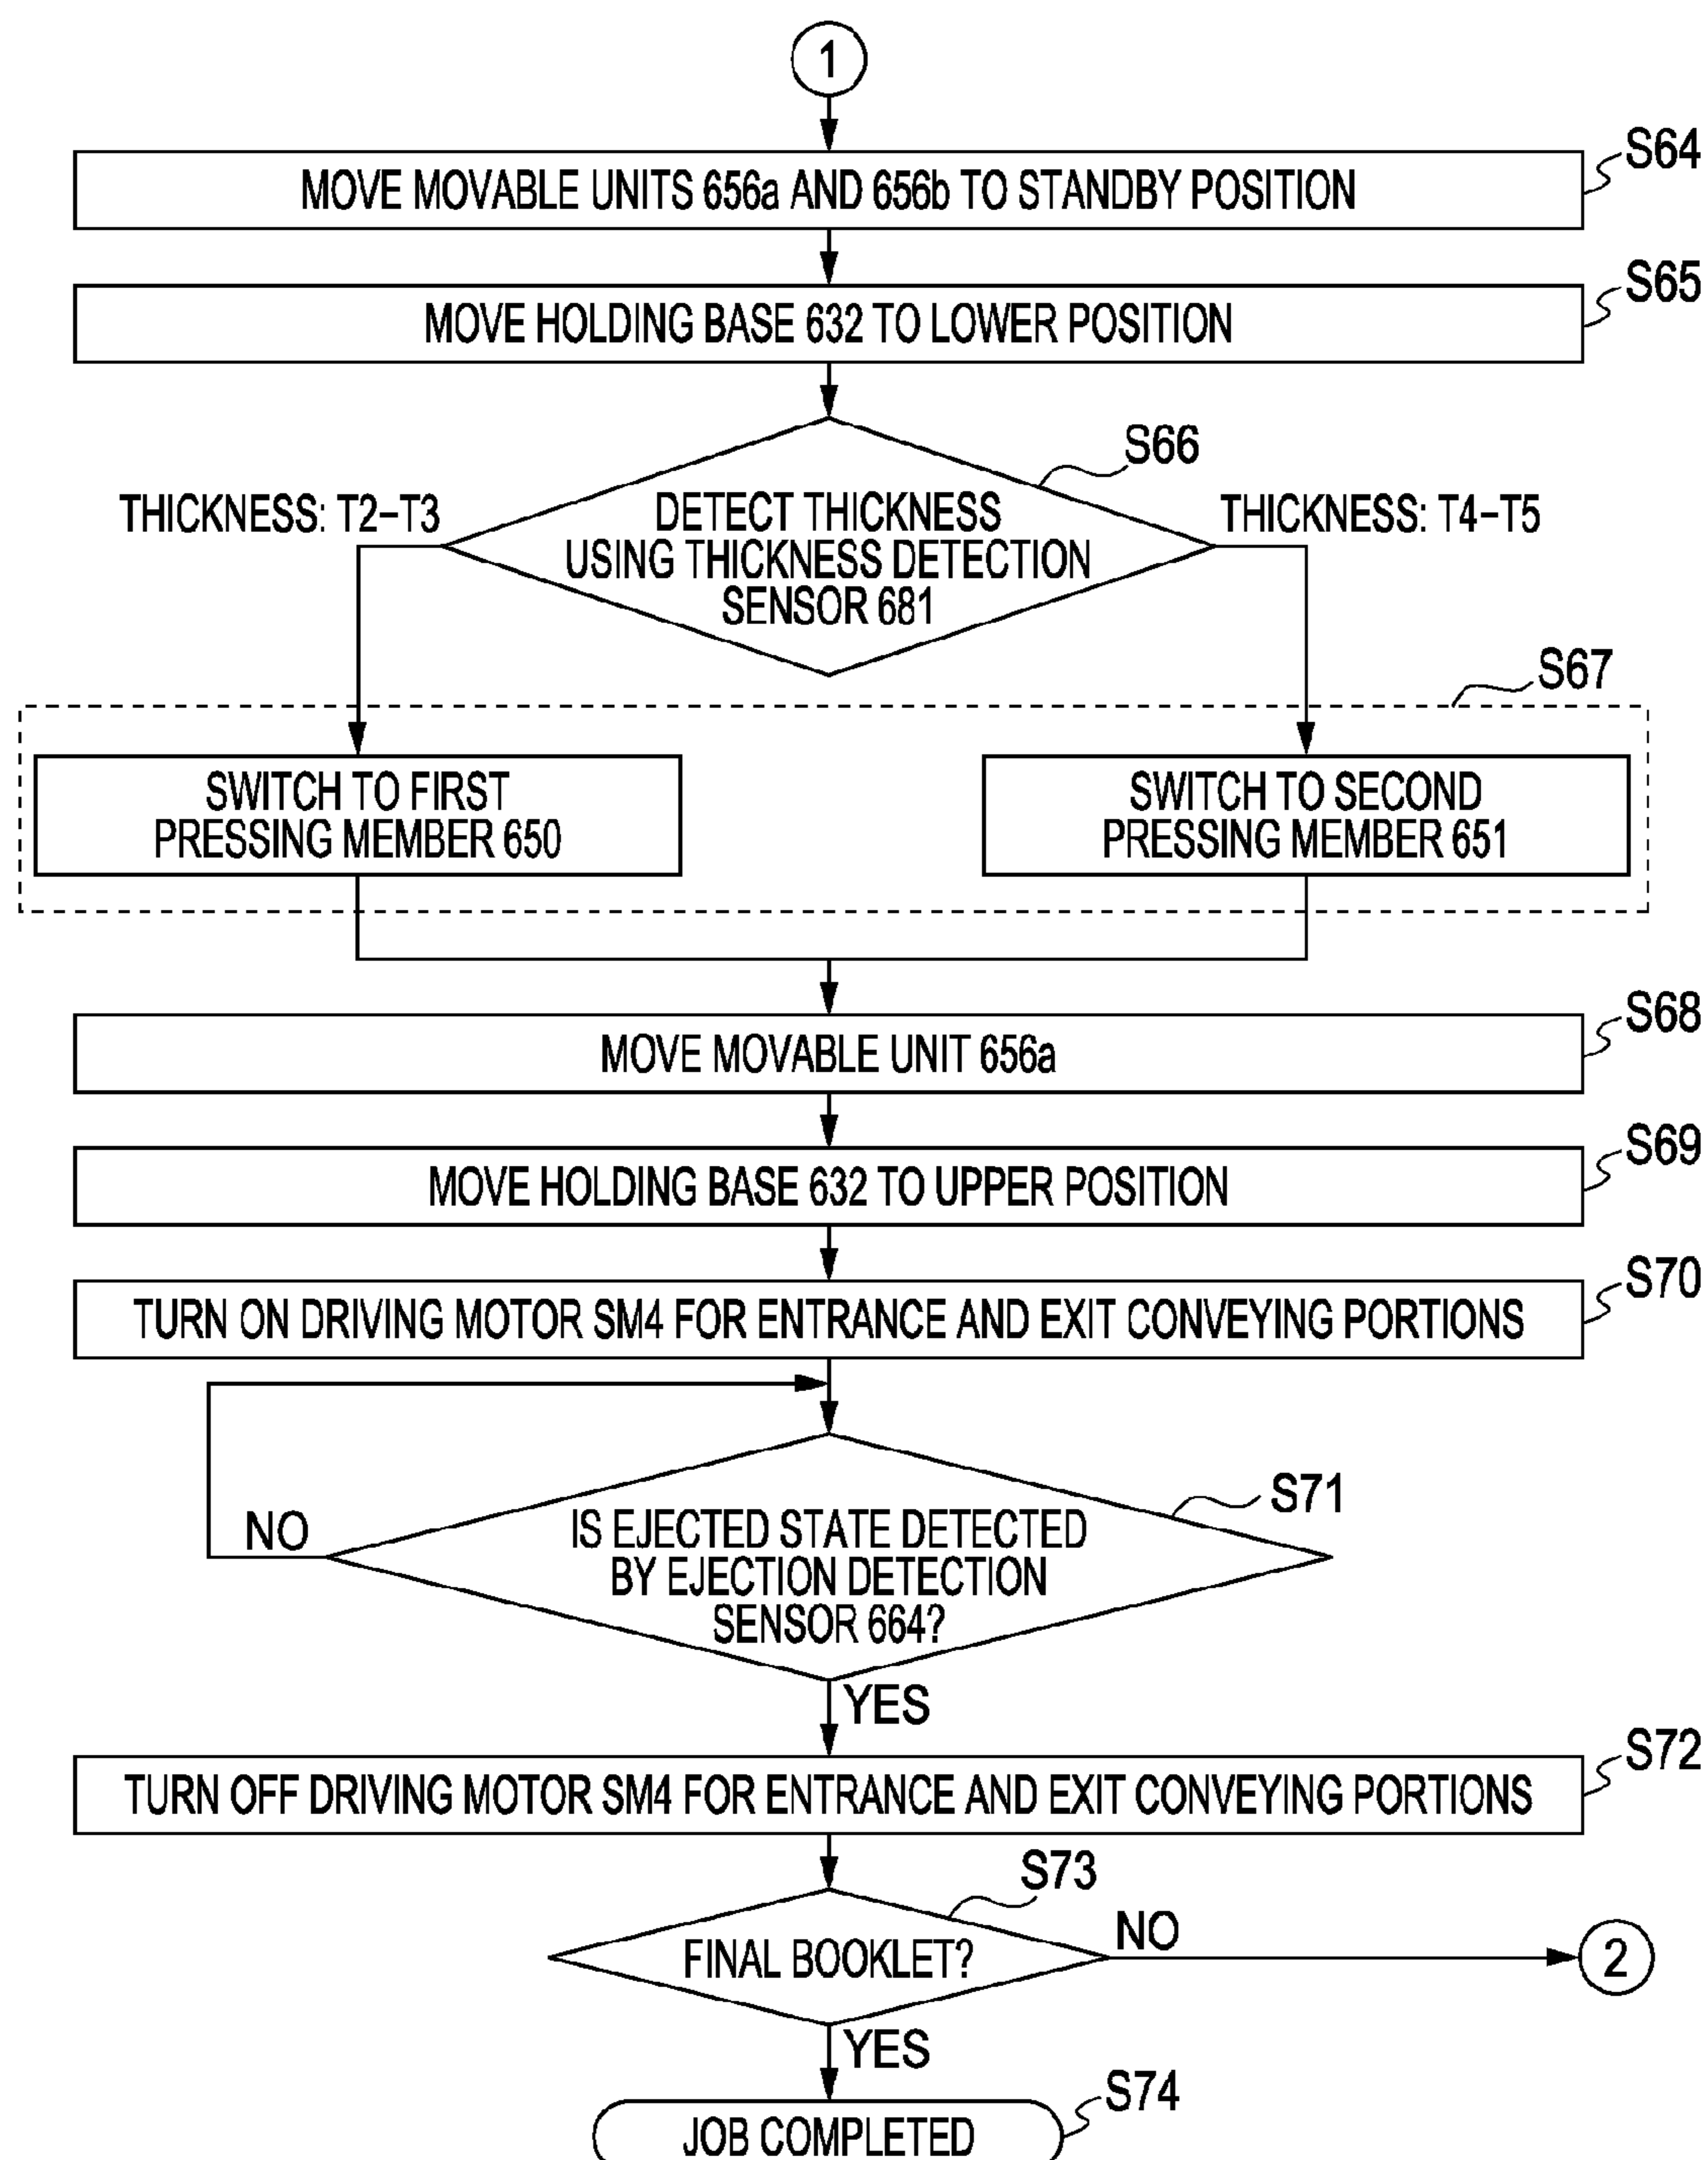 1
S64
MOVE MOVABLE UNITS 656a AND 656b TO STANDBY POSITION
S65
MOVE HOLDING BASE 632 TO LOWER POSITION
S66
THICKNESS: T2–T3
DETECT THICKNESS
USING THICKNESS DETECTION
SENSOR 681
THICKNESS: T4–T5
S67
SWITCH TO FIRST
PRESSING MEMBER 650
SWITCH TO SECOND
PRESSING MEMBER 651
S68
MOVE MOVABLE UNIT 656a
S69
MOVE HOLDING BASE 632 TO UPPER POSITION
S70
TURN ON DRIVING MOTOR SM4 FOR ENTRANCE AND EXIT CONVEYING PORTIONS
S71
NO
IS EJECTED STATE DETECTED
BY EJECTION DETECTION
SENSOR 664?
YES
S72
TURN OFF DRIVING MOTOR SM4 FOR ENTRANCE AND EXIT CONVEYING PORTIONS
S73
FINAL BOOKLET?
NO
2
YES
S74
JOB COMPLETED